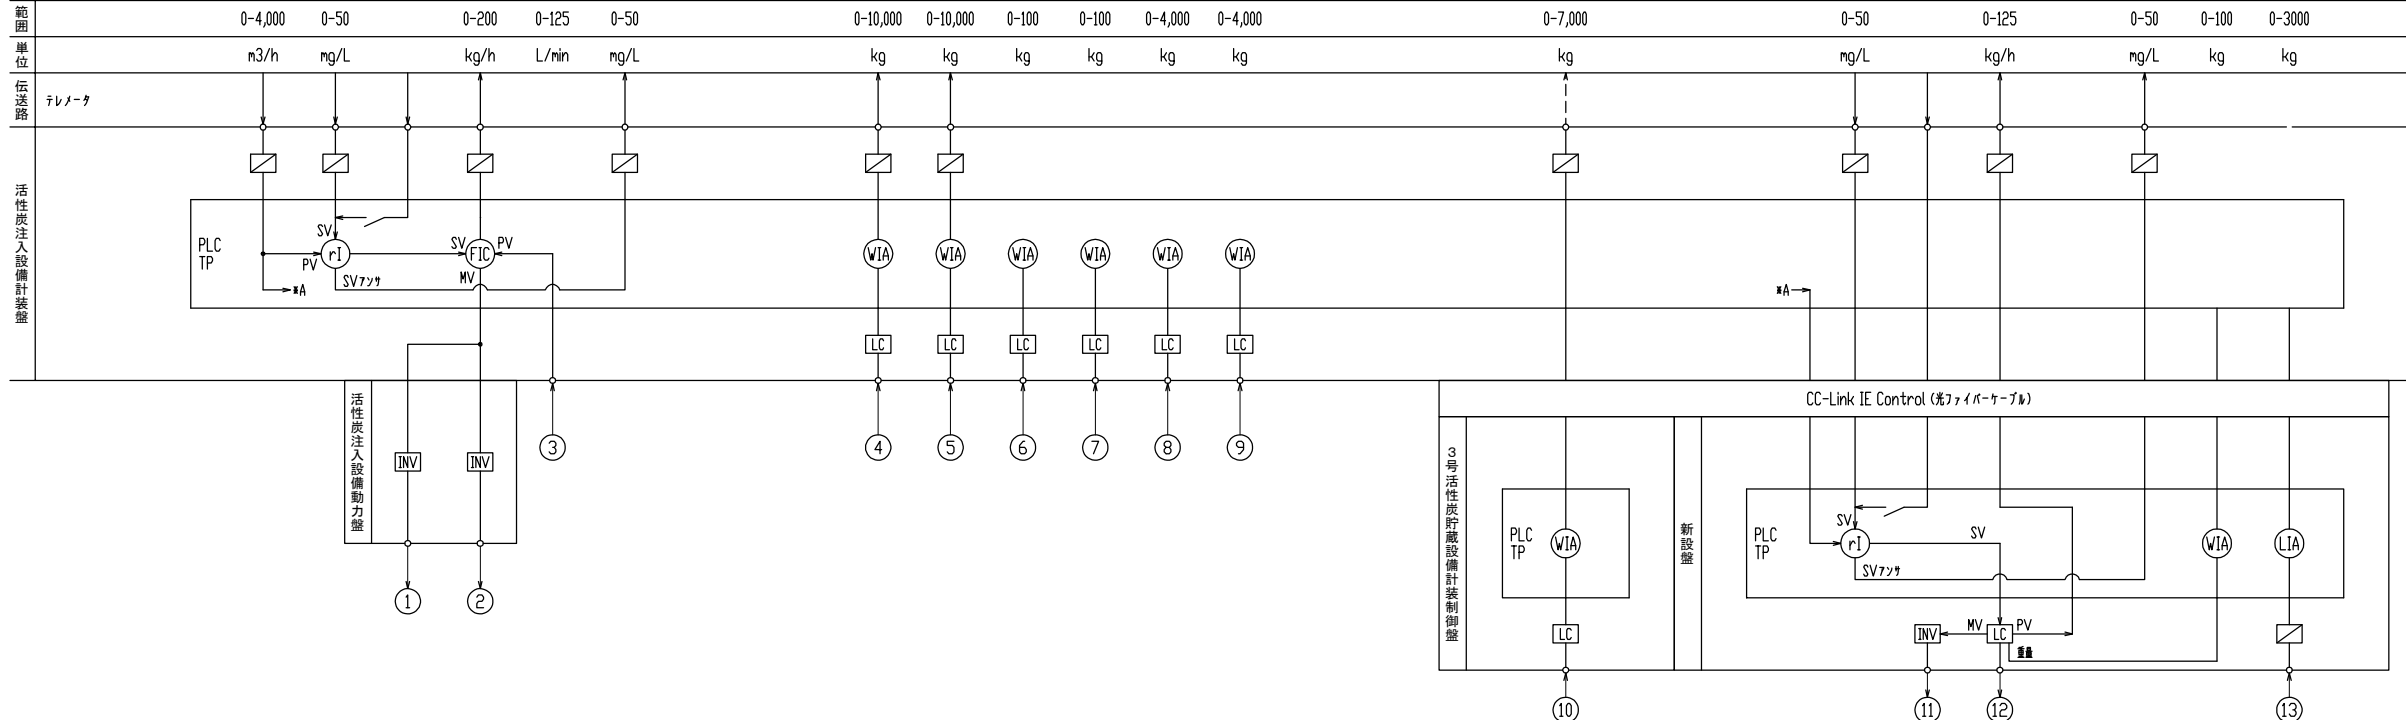 範囲 0-4,000 0-50 0-200 0-125 0-50 0-10,000 0-10,000 0-100 0-100 0-4,000 0-4,000 0-7,000 0-50 0-125 0-50 0-100 0-3000
単位 m3/h mg/L kg/h L/min mg/L kg kg kg kg kg kg kg mg/L kg/h mg/L kg kg
伝送路 テレメータ
活性炭注入設備計装盤
PLC
TP
SV
rI
PV
SVアンサ
*A
SV
FIC
PV
MV
WIA WIA WIA WIA WIA WIA
*A
LC LC LC LC LC LC
活性炭注入設備動力盤
INV INV
③ ④ ⑤ ⑥ ⑦ ⑧ ⑨
① ②
CC-Link IE Control (光ファイバーケーブル)
3号活性炭貯蔵設備計装制御盤
PLC
TP
WIA
LC
新設盤
PLC
TP
SV
rI
SV
SVアンサ
WIA LIA
INV MV LC PV
重量
⑩ ⑪ ⑫ ⑬